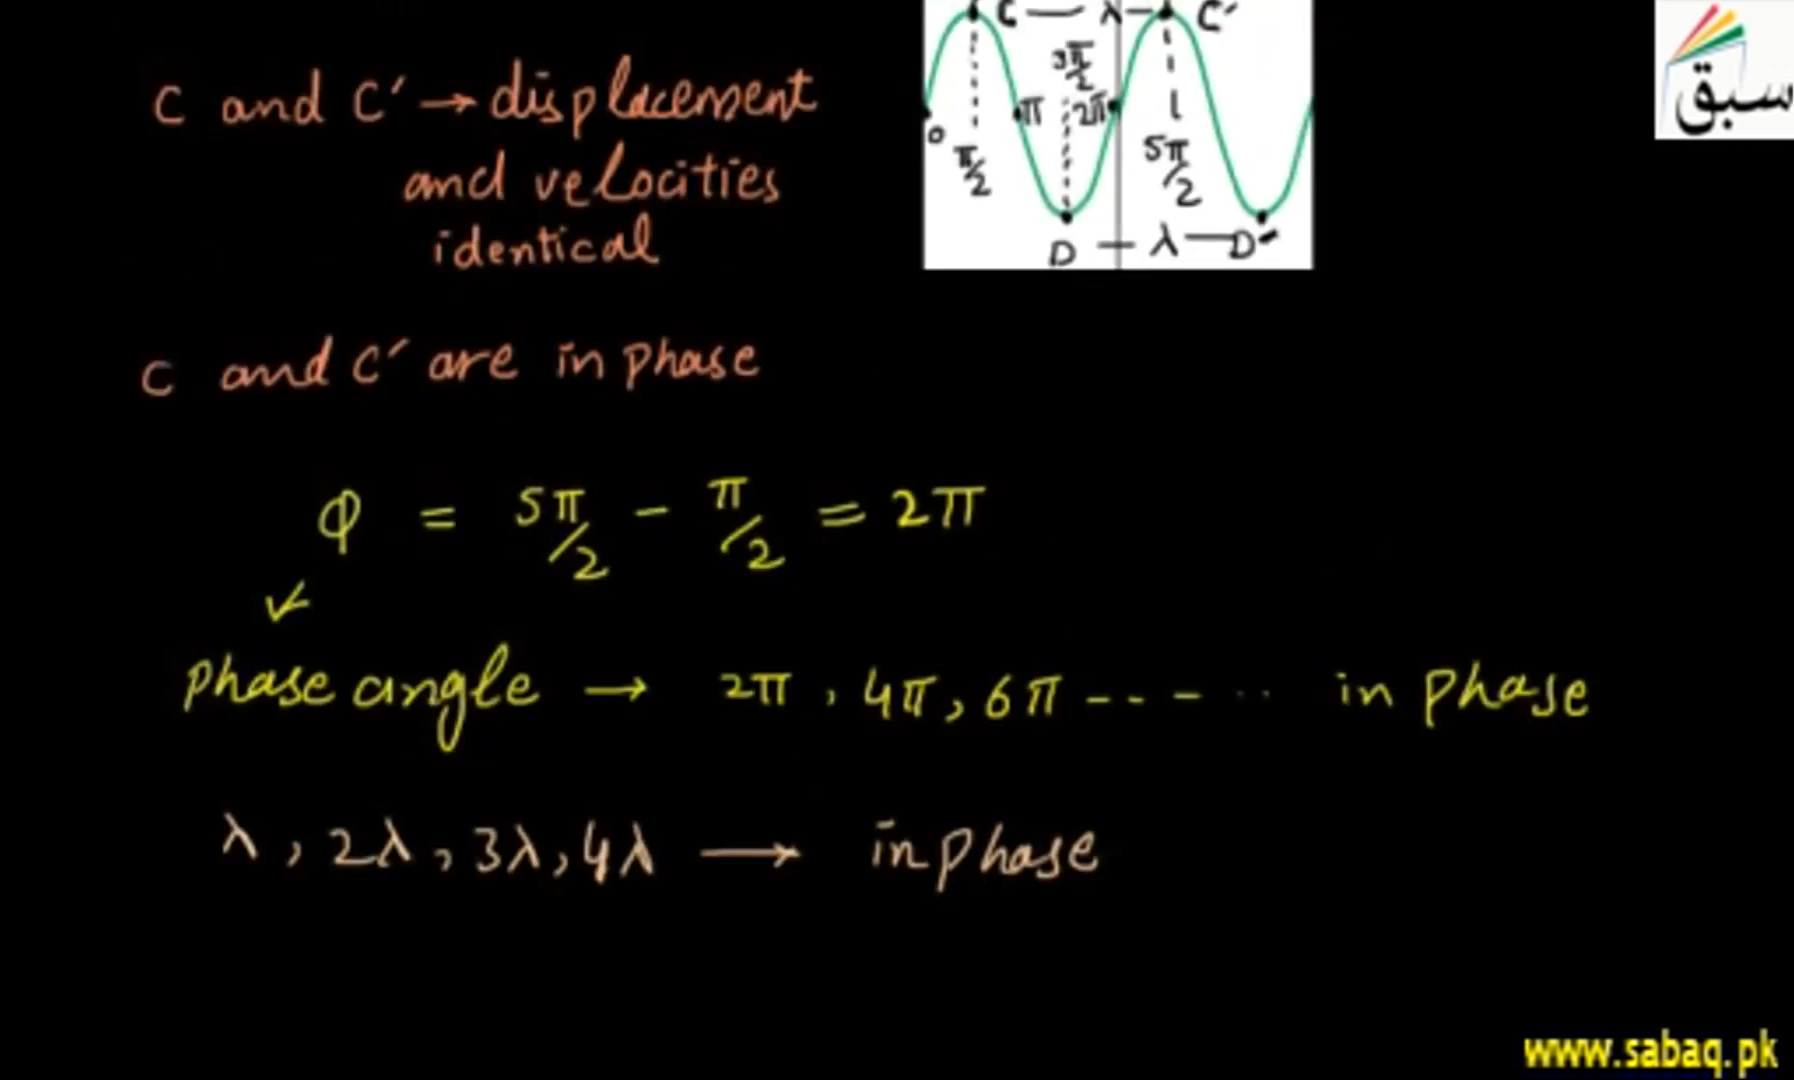 C — λ — C′
سبق
C and C′ → displacement
and velocities
identical
3π/2
π 2π
0 π/2 5π/2
D — λ — D′
C and C′ are in phase
φ = 5π/2 - π/2 = 2π
✓
phase angle → 2π, 4π, 6π ---- .. in phase
λ, 2λ, 3λ, 4λ → in phase
www.sabaq.pk